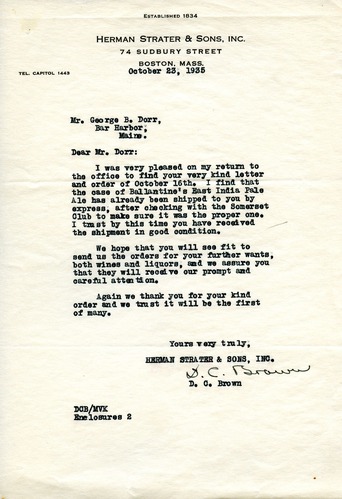 ESTABLISHED 1834
HERMAN STRATER & SONS, INC.
74 SUDBURY STREET
BOSTON, MASS.
TEL. CAPITOL 1443
October 23, 1935
Mr. George B. Dorr,
Bar Harbor,
Maine.
Dear Mr. Dorr:
I was very pleased on my return to
the office to find your very kind letter
and order of October 16th. I find that
the case of Ballantine's East India Pale
Ale has already been shipped to you by
express, after checking with the Somerset
Club to make sure it was the proper one.
I trust by this time you have received
the shipment in good condition.
We hope that you will see fit to
send us the orders for your further wants,
both wines and liquors, and we assure you
that they will receive our prompt and
careful attention.
Again we thank you for your kind
order and we trust it will be the first
of many.
Yours very truly,
HERMAN STRATER & SONS, INC.
D. C. Brown
D. C. Brown
DCB/MVK
Enclosures 2